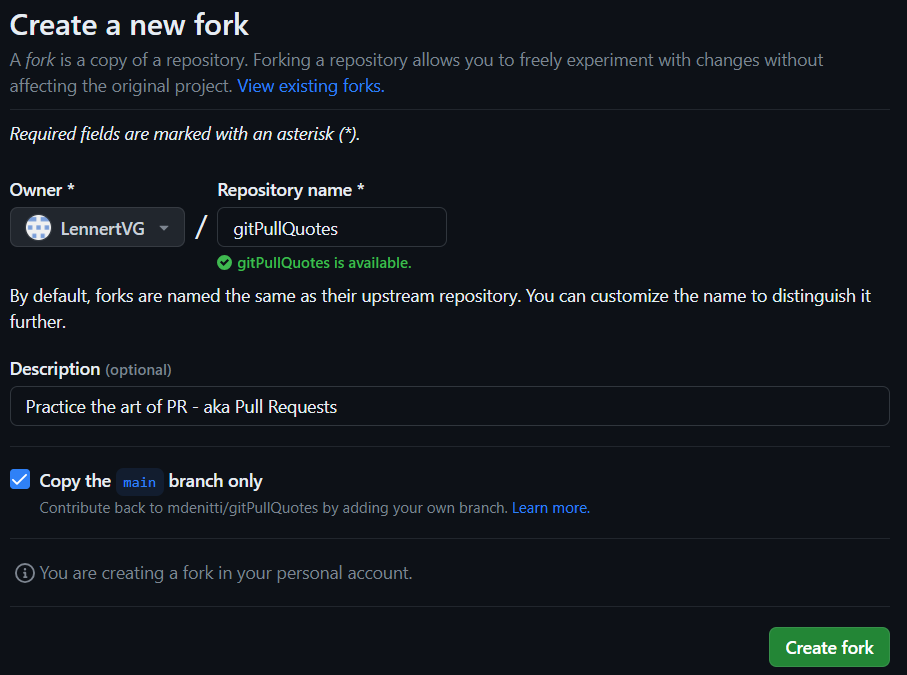 Create a new fork
A fork is a copy of a repository. Forking a repository allows you to freely experiment with changes without
affecting the original project. View existing forks.
Required fields are marked with an asterisk (*).
Owner * Repository name *
LennertVG / gitPullQuotes
gitPullQuotes is available.
By default, forks are named the same as their upstream repository. You can customize the name to distinguish it
further.
Description (optional)
Practice the art of PR - aka Pull Requests
Copy the main branch only
Contribute back to mdenitti/gitPullQuotes by adding your own branch. Learn more.
You are creating a fork in your personal account.
Create fork